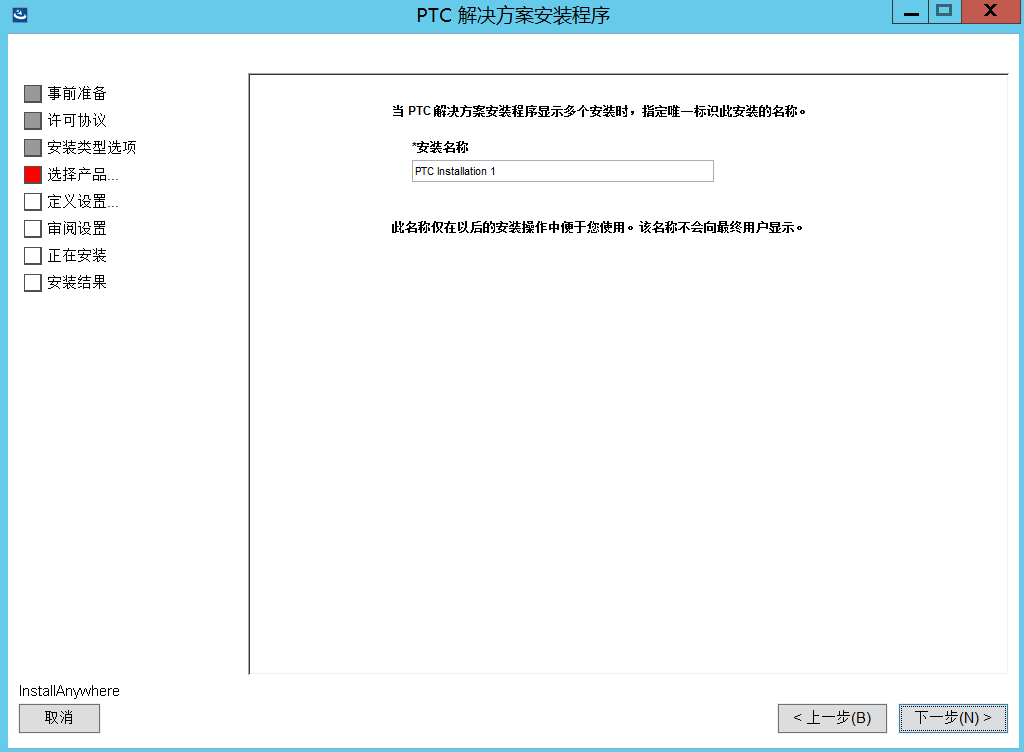 PTC 解决方案安装程序
事前准备
许可协议
安装类型选项
选择产品...
定义设置...
审阅设置
正在安装
安装结果
当 PTC 解决方案安装程序显示多个安装时，指定唯一标识此安装的名称。
*安装名称
PTC Installation 1
此名称仅在以后的安装操作中便于您使用。该名称不会向最终用户显示。
InstallAnywhere
取消
< 上一步(B)
下一步(N) >